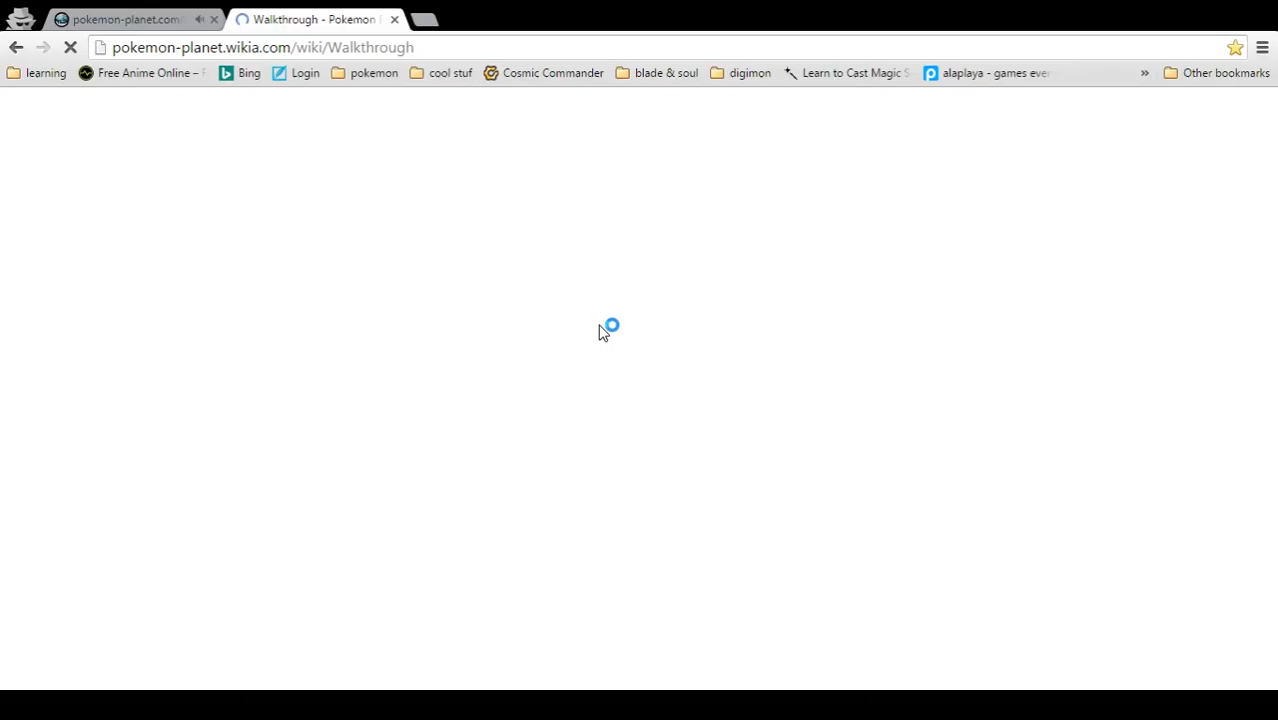 pokemon-planet.com/ Walkthrough - Pokemon
pokemon-planet.wikia.com/wiki/Walkthrough
learning Free Anime Online - Bing Login pokemon cool stuf Cosmic Commander blade & soul digimon Learn to Cast Magic alaplaya - games eve » Other bookmarks